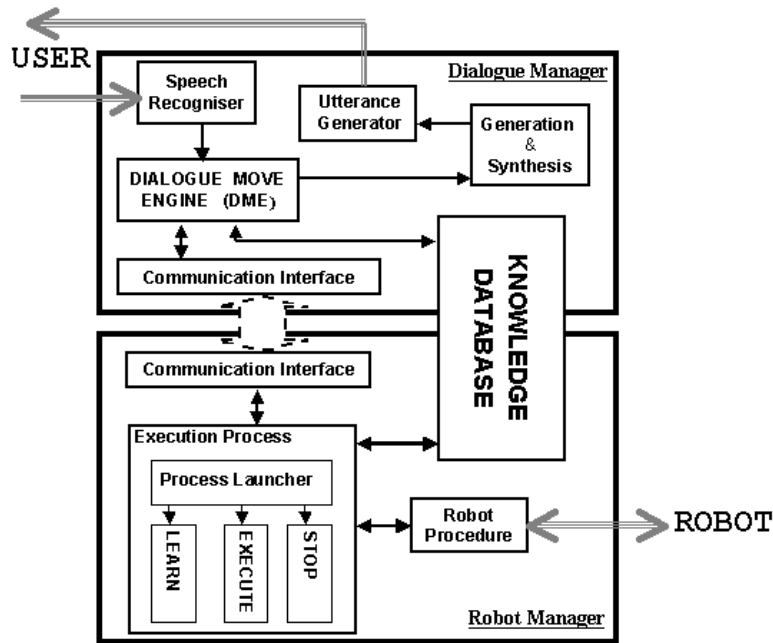 USER
Speech
Recogniser
Dialogue Manager
Utterance
Generator
Generation
&
Synthesis
DIALOGUE MOVE
ENGINE (DME)
Communication Interface
KNOWLEDGE
DATABASE
Communication Interface
Execution Process
Process Launcher
LEARN
EXECUTE
STOP
Robot
Procedure
ROBOT
Robot Manager